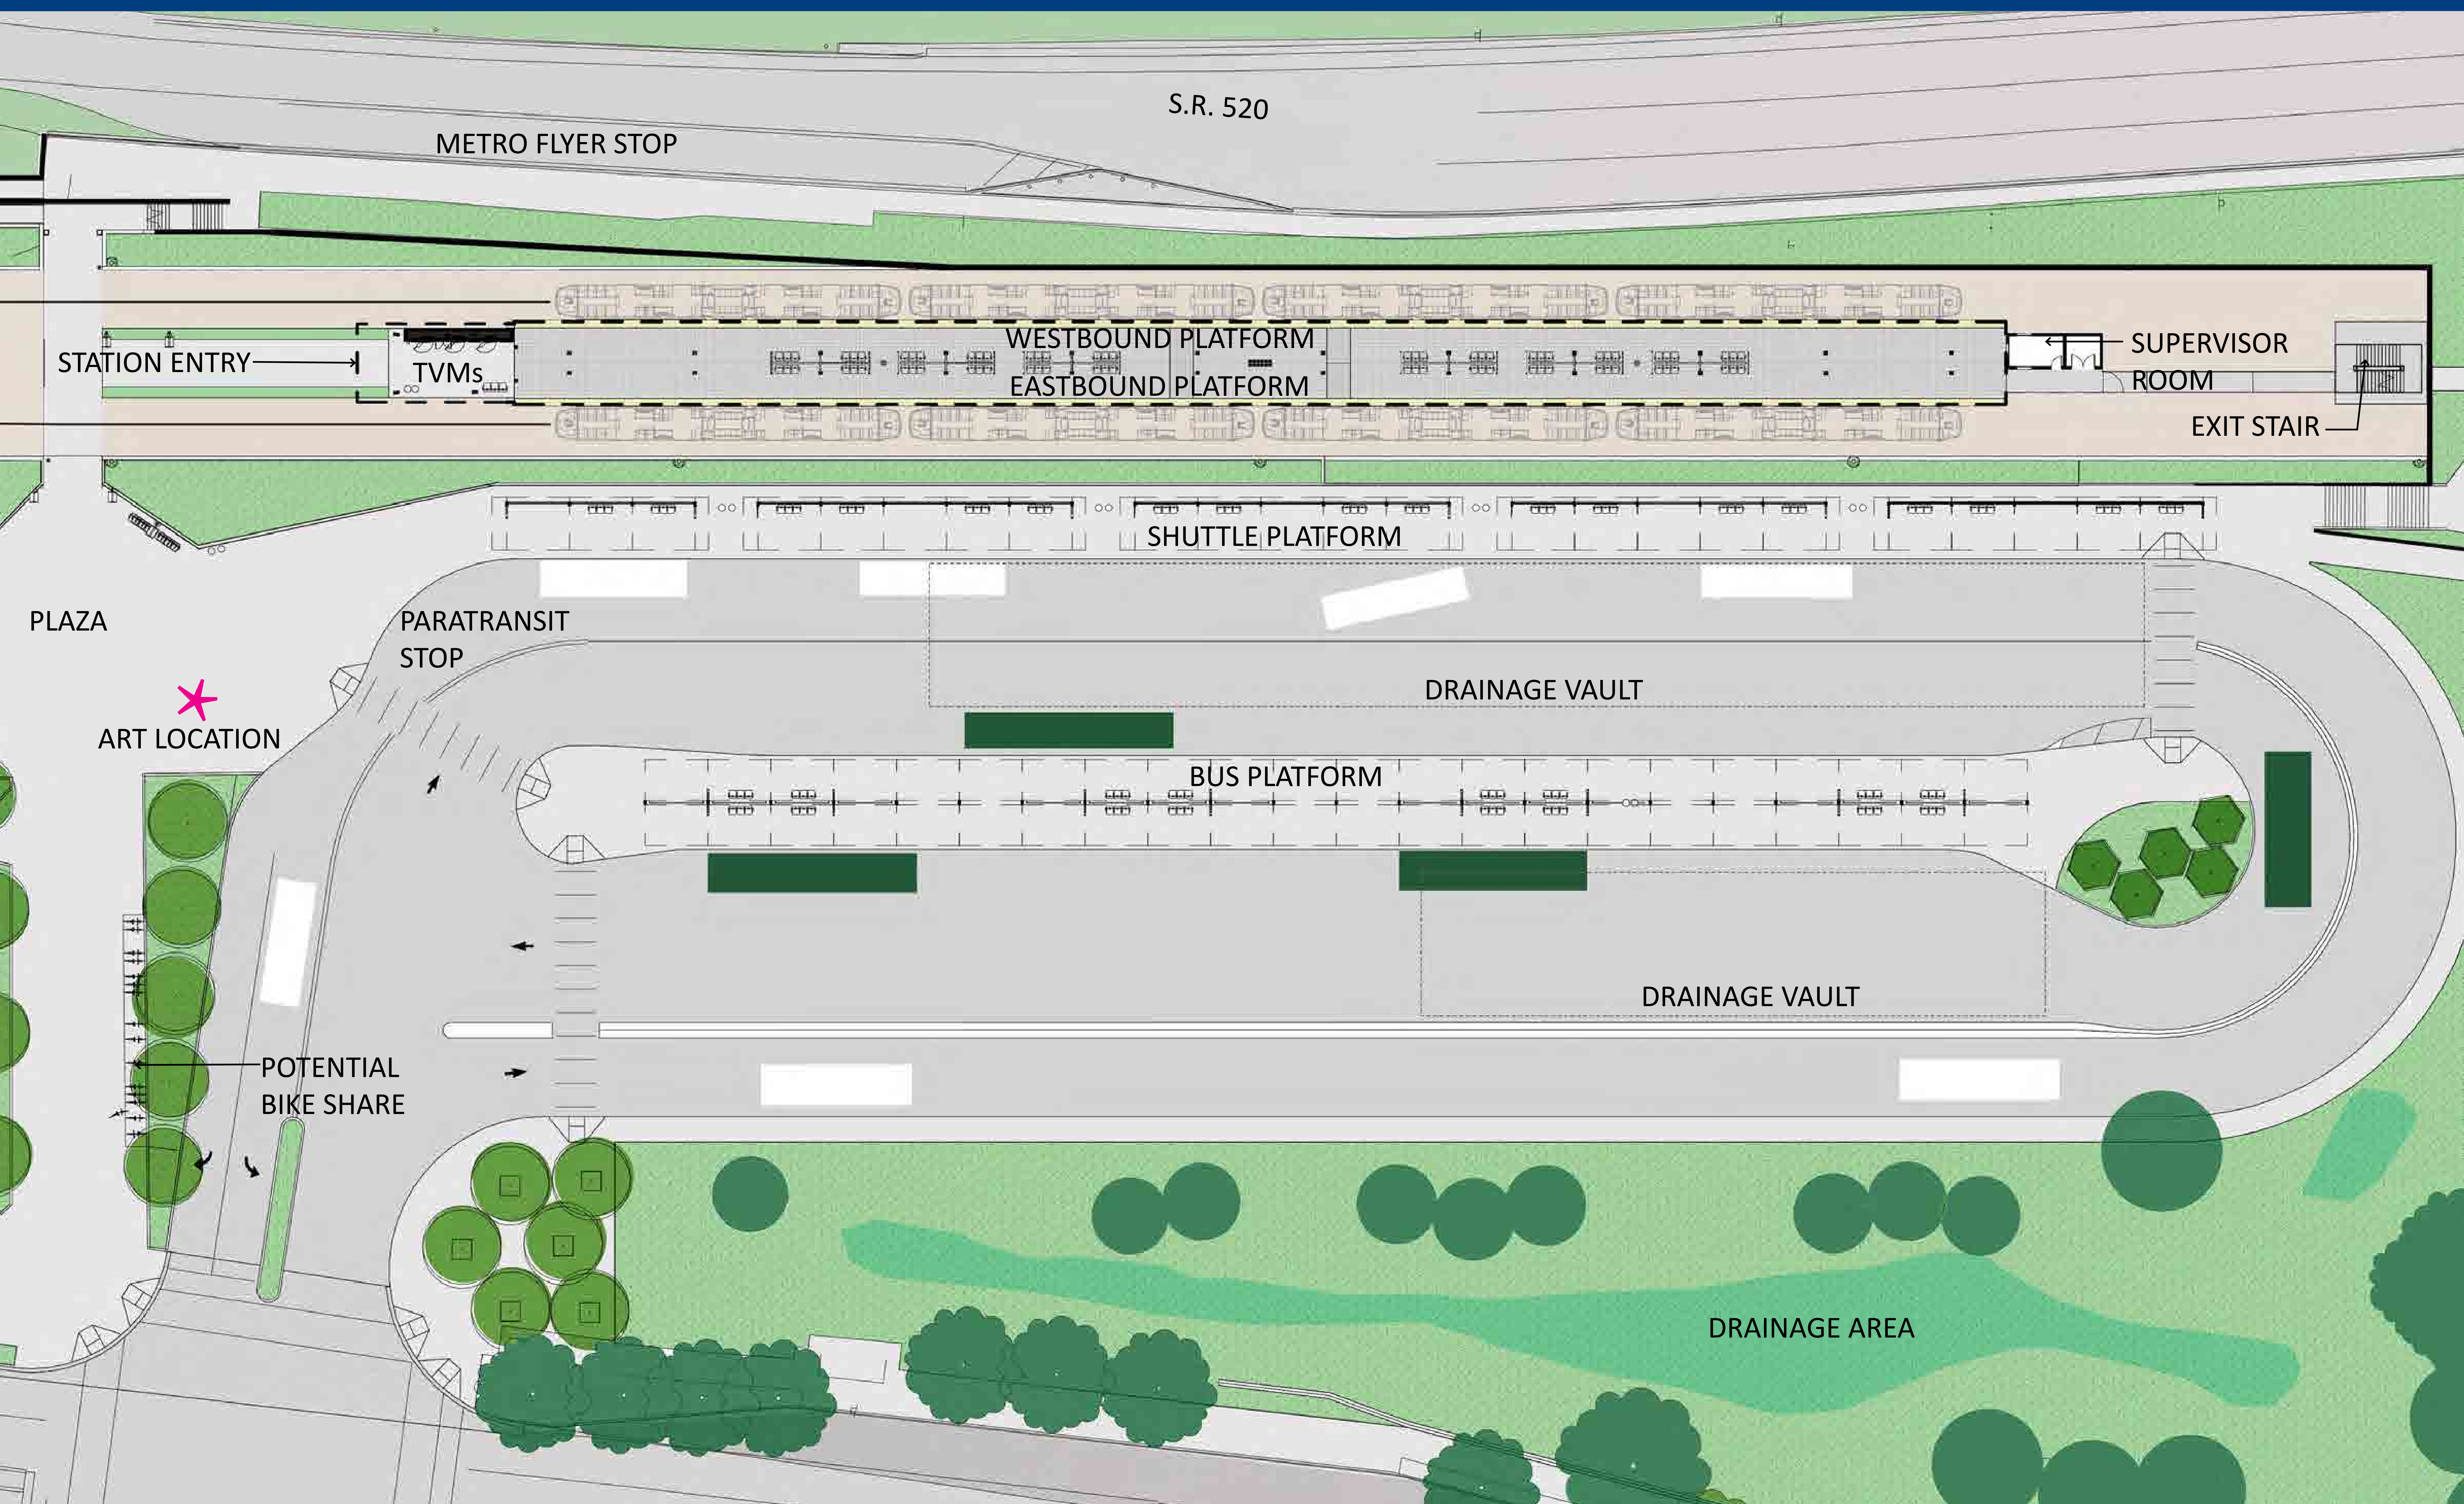 S.R. 520
METRO FLYER STOP
WESTBOUND PLATFORM
STATION ENTRY
TVMs
EASTBOUND PLATFORM
SUPERVISOR
ROOM
EXIT STAIR
SHUTTLE PLATFORM
PLAZA
PARATRANSIT
STOP
DRAINAGE VAULT
ART LOCATION
BUS PLATFORM
DRAINAGE VAULT
POTENTIAL
BIKE SHARE
DRAINAGE AREA